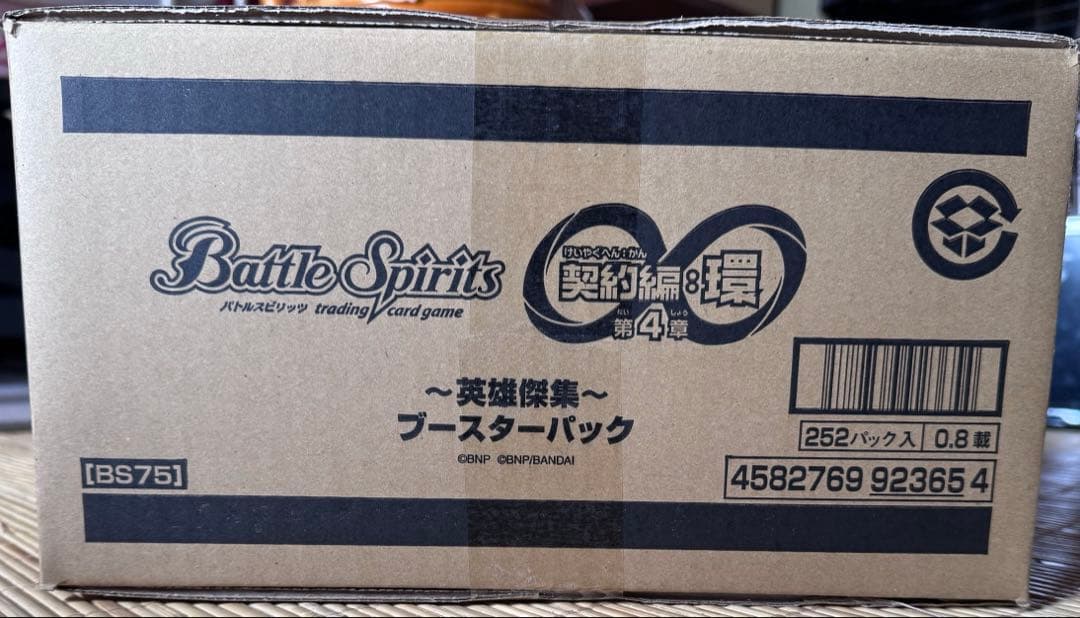 Battle Spirits
バトルスピリッツ trading card game
けいやくへん:かん
契約編:環
だい しょう
第4章
~英雄傑集~
ブースターパック
©BNP ©BNP/BANDAI
[BS75]
252パック入 0.8載
4582769 923654